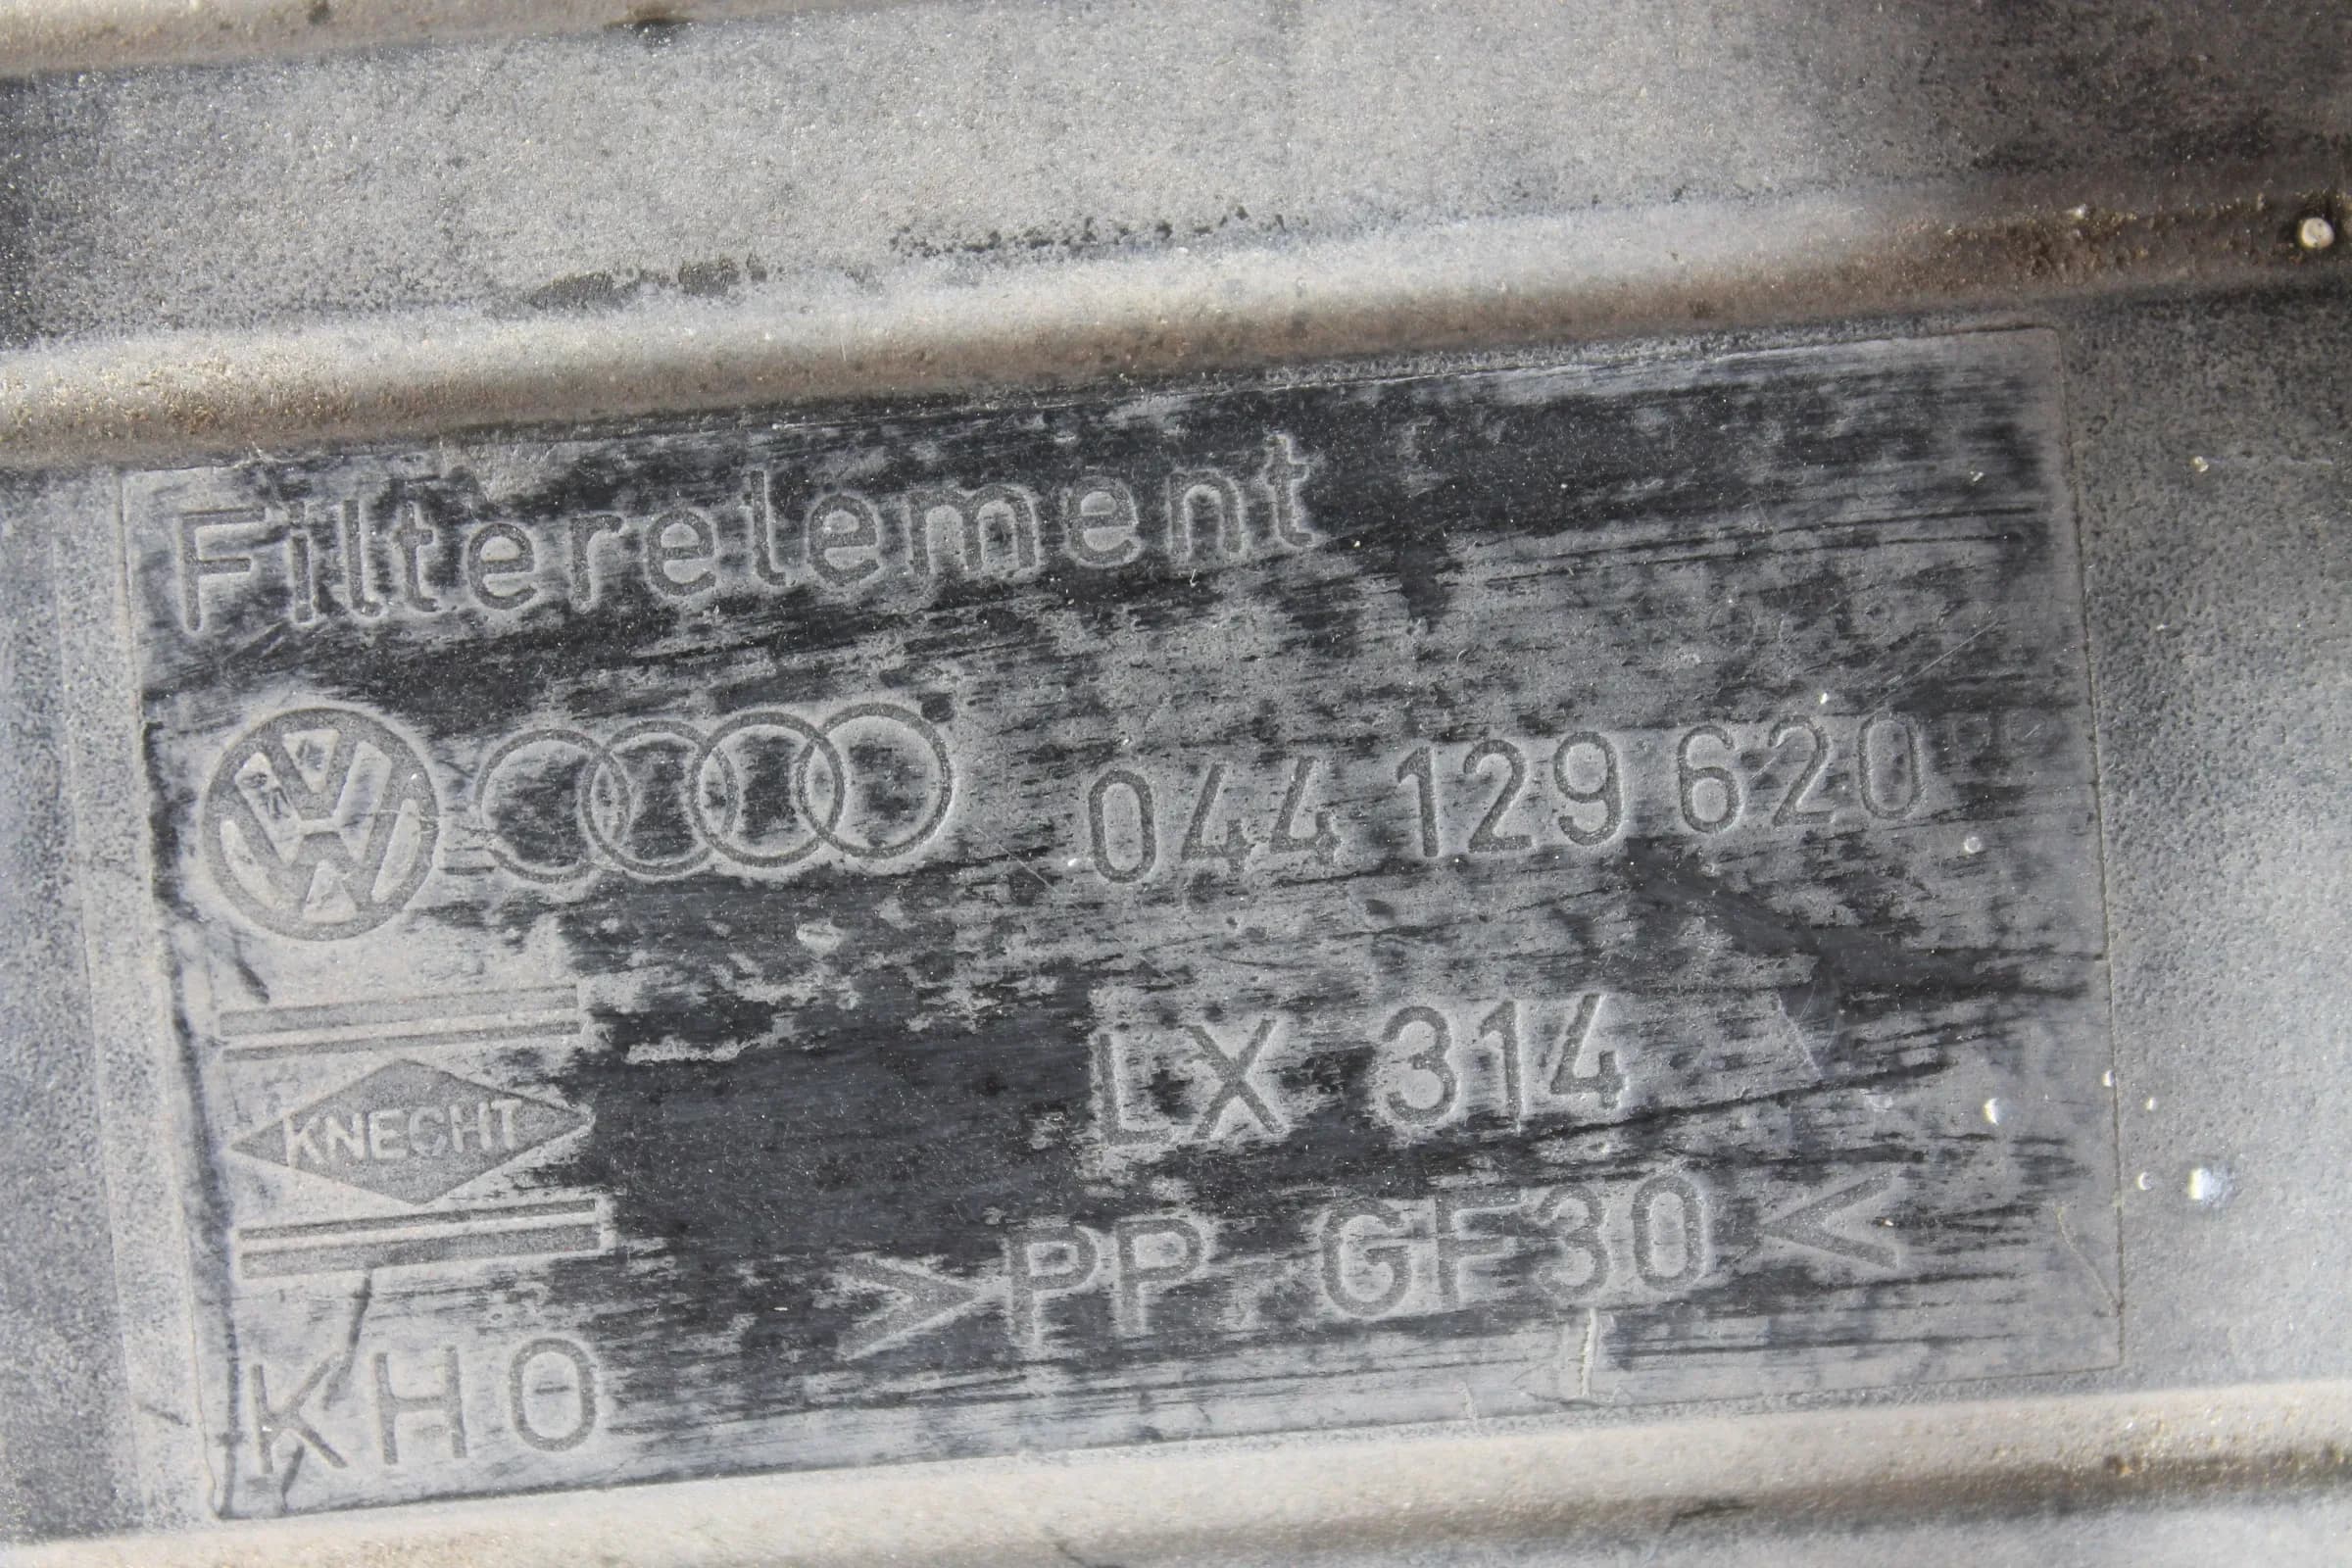 Filterelement
044 129 620
LX 314
KNECHT
>PP GF30<
KHO